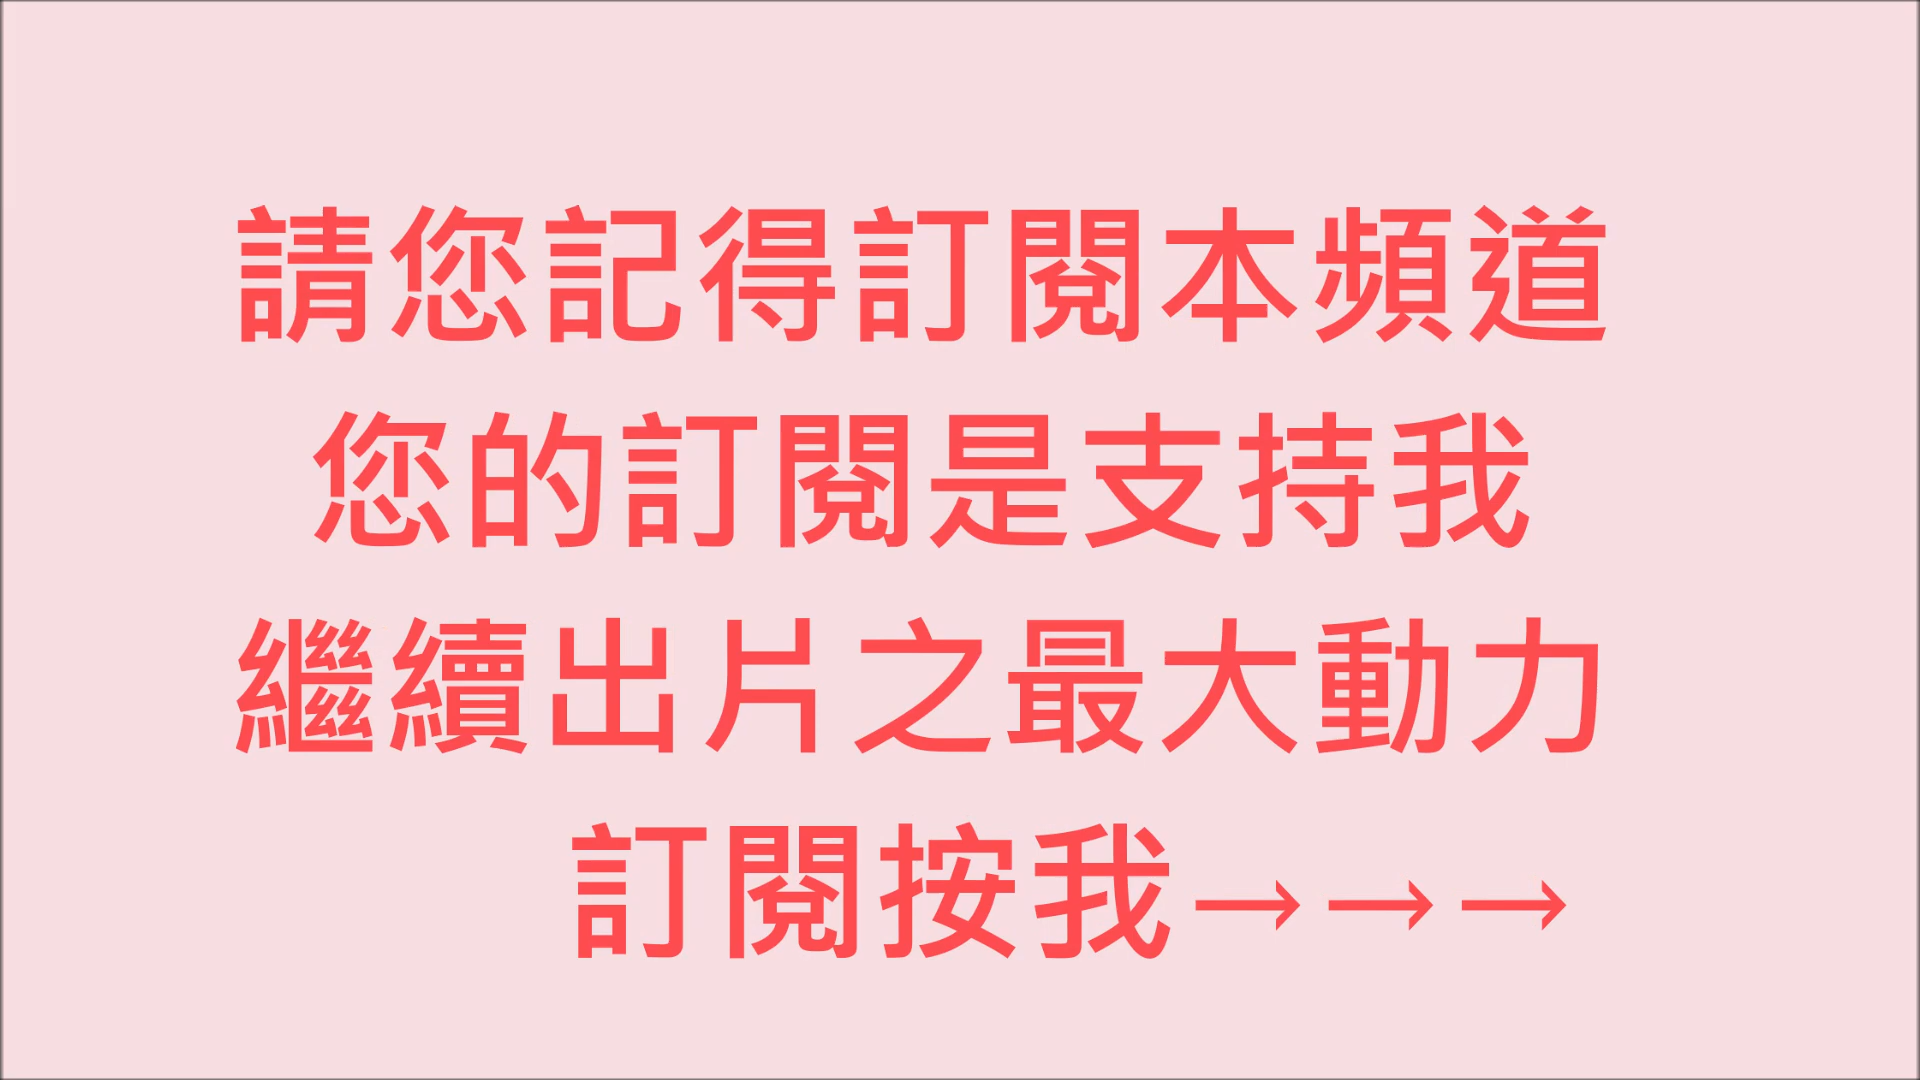 請您記得訂閱本頻道
您的訂閱是支持我
繼續出片之最大動力
訂閱按我→→→